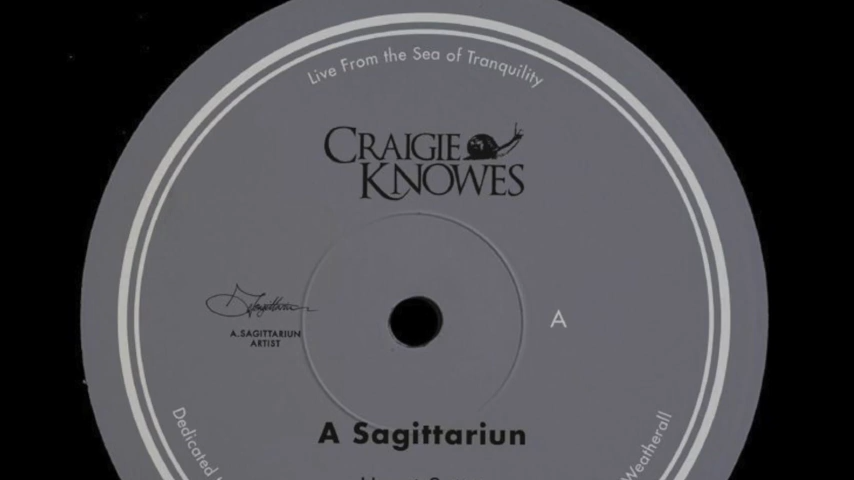 Live From the Sea of Tranquility
CRAIGIE
KNOWES
A
A.SAGITTARIUN
ARTIST
A Sagittariun
Dedicated
Weatherall